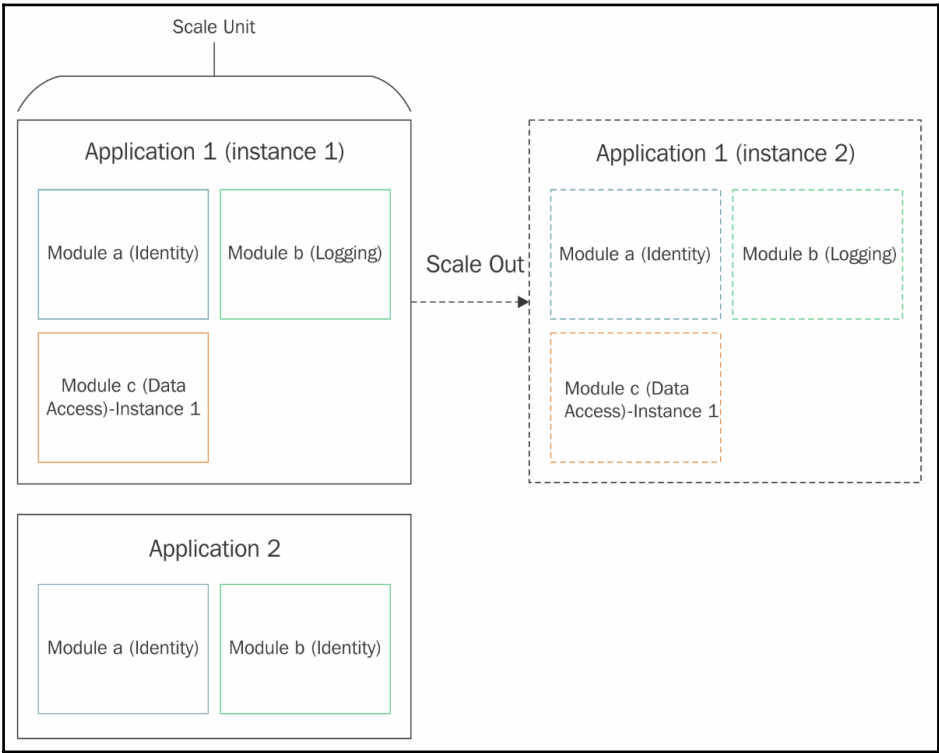 Scale Unit
Application 1 (instance 1)
Module a (Identity)
Module b (Logging)
Module c (Data
Access)-Instance 1
Scale Out
Application 1 (instance 2)
Module a (Identity)
Module b (Logging)
Module c (Data
Access)-Instance 1
Application 2
Module a (Identity)
Module b (Identity)